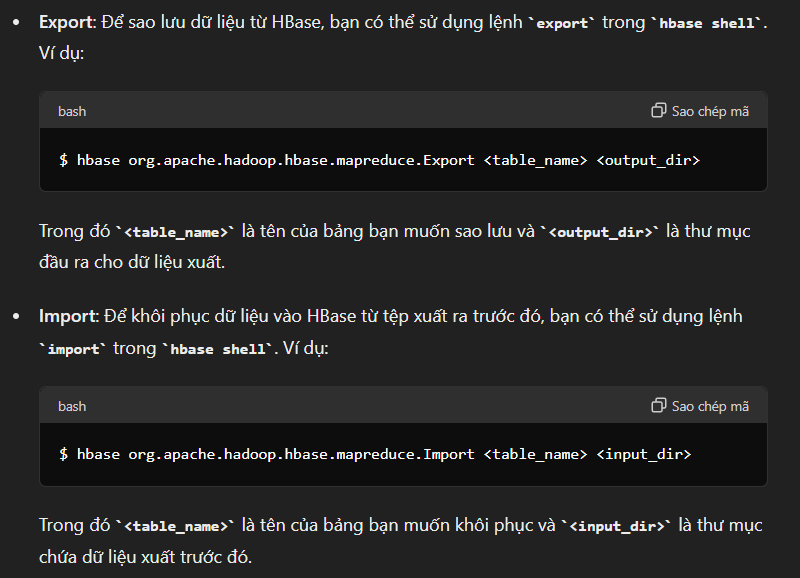 Export: Để sao lưu dữ liệu từ HBase, bạn có thể sử dụng lệnh `export` trong `hbase shell`.
Ví dụ:
bash
Sao chép mã
$ hbase org.apache.hadoop.hbase.mapreduce.Export <table_name> <output_dir>
Trong đó `<table_name>` là tên của bảng bạn muốn sao lưu và `<output_dir>` là thư mục
đầu ra cho dữ liệu xuất.
Import: Để khôi phục dữ liệu vào HBase từ tệp xuất ra trước đó, bạn có thể sử dụng lệnh
`import` trong `hbase shell`. Ví dụ:
bash
Sao chép mã
$ hbase org.apache.hadoop.hbase.mapreduce.Import <table_name> <input_dir>
Trong đó `<table_name>` là tên của bảng bạn muốn khôi phục và `<input_dir>` là thư mục
chứa dữ liệu xuất trước đó.